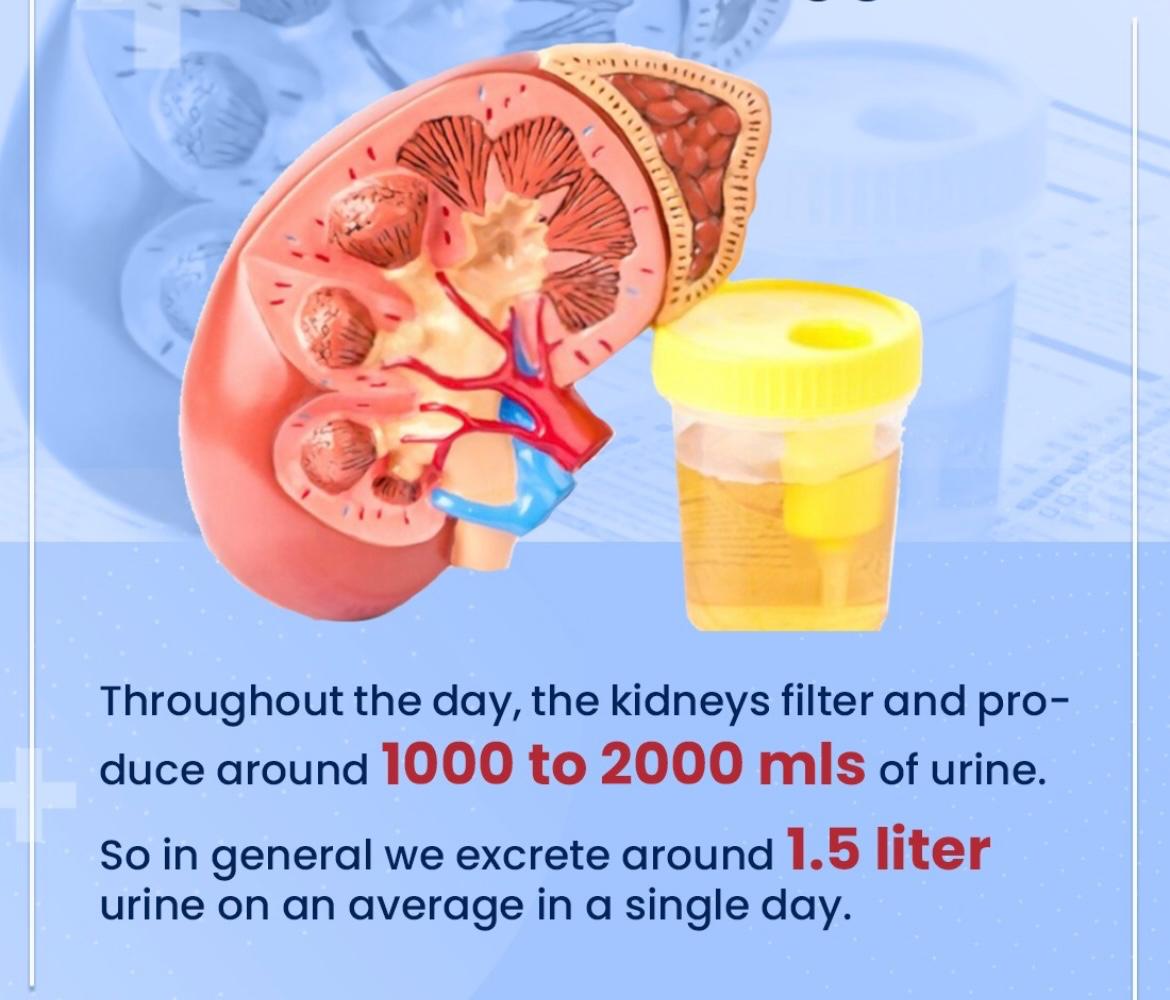 Throughout the day, the kidneys filter and pro-
duce around 1000 to 2000 mls of urine.
So in general we excrete around 1.5 liter
urine on an average in a single day.